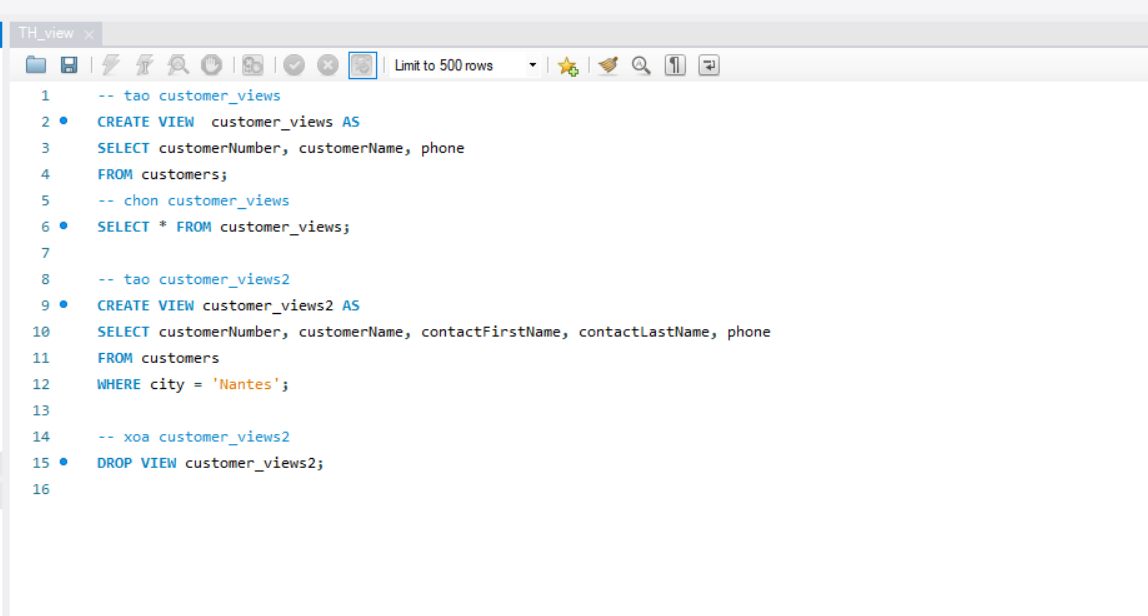 TH_view
Limit to 500 rows
1 -- tao customer_views
2 CREATE VIEW  customer_views AS
3 SELECT customerNumber, customerName, phone
4 FROM customers;
5 -- chon customer_views
6 SELECT * FROM customer_views;
7
8 -- tao customer_views2
9 CREATE VIEW customer_views2 AS
10 SELECT customerNumber, customerName, contactFirstName, contactLastName, phone
11 FROM customers
12 WHERE city = 'Nantes';
13
14 -- xoa customer_views2
15 DROP VIEW customer_views2;
16